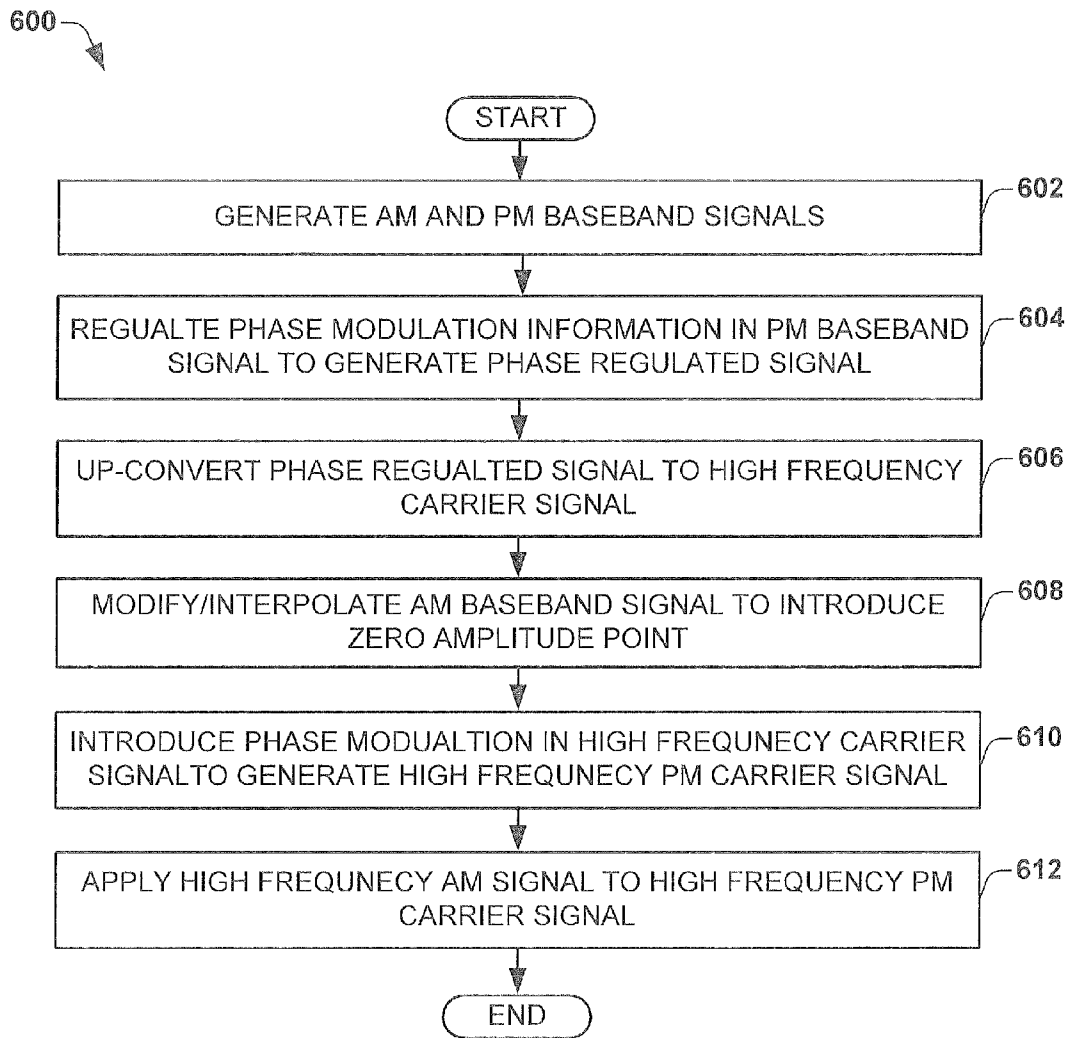 600
START
GENERATE AM AND PM BASEBAND SIGNALS
602
REGUALTE PHASE MODULATION INFORMATION IN PM BASEBAND
SIGNAL TO GENERATE PHASE REGULATED SIGNAL
604
UP-CONVERT PHASE REGUALTED SIGNAL TO HIGH FREQUENCY
CARRIER SIGNAL
606
MODIFY/INTERPOLATE AM BASEBAND SIGNAL TO INTRODUCE
ZERO AMPLITUDE POINT
608
INTRODUCE PHASE MODUALTION IN HIGH FREQUNECY CARRIER
SIGNALTO GENERATE HIGH FREQUNECY PM CARRIER SIGNAL
610
APPLY HIGH FREQUNECY AM SIGNAL TO HIGH FREQUENCY PM
CARRIER SIGNAL
612
END